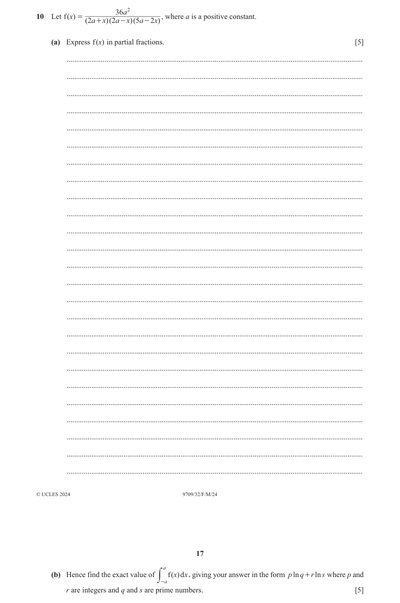 10 Let f(x) = 36a² / ((2a + x)(2a − x)(5a − 2x)), where a is a positive constant.
(a) Express f(x) in partial fractions. [5]
© UCLES 2024 9709/32/F/M/24
17
(b) Hence find the exact value of ∫₋ₐᵃ f(x) dx, giving your answer in the form p ln q + r ln s where p and
r are integers and q and s are prime numbers. [5]